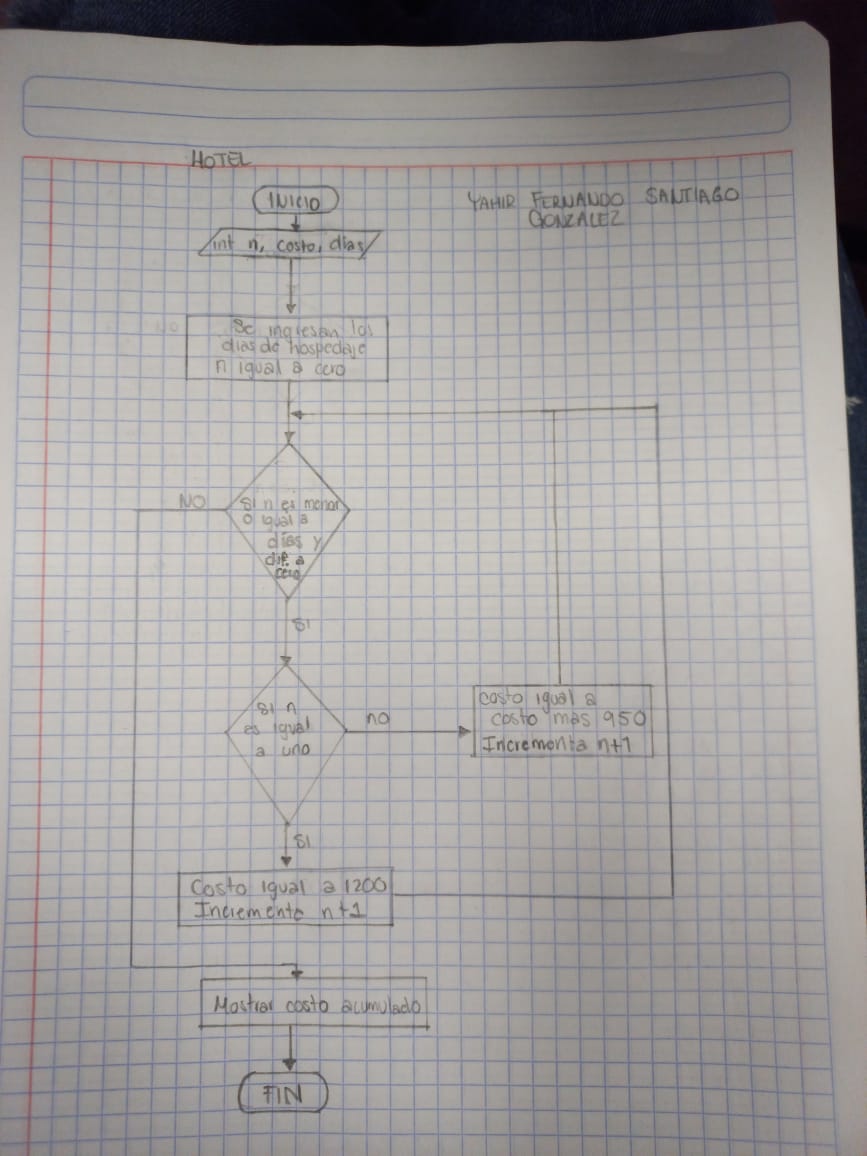 HOTEL
INICIO
YAHIR FERNANDO SANTIAGO
GONZALEZ
int n, costo, dias
Se ingresan los
dias de hospedaje
n igual a cero
NO
Si n es menor
o igual a
dias y
dif. a
cero
SI
Si n
es igual
a uno
no
costo igual a
costo mas 950
Incrementa n+1
SI
Costo igual a 1200
Incremento n+1
Mostrar costo acumulado
FIN